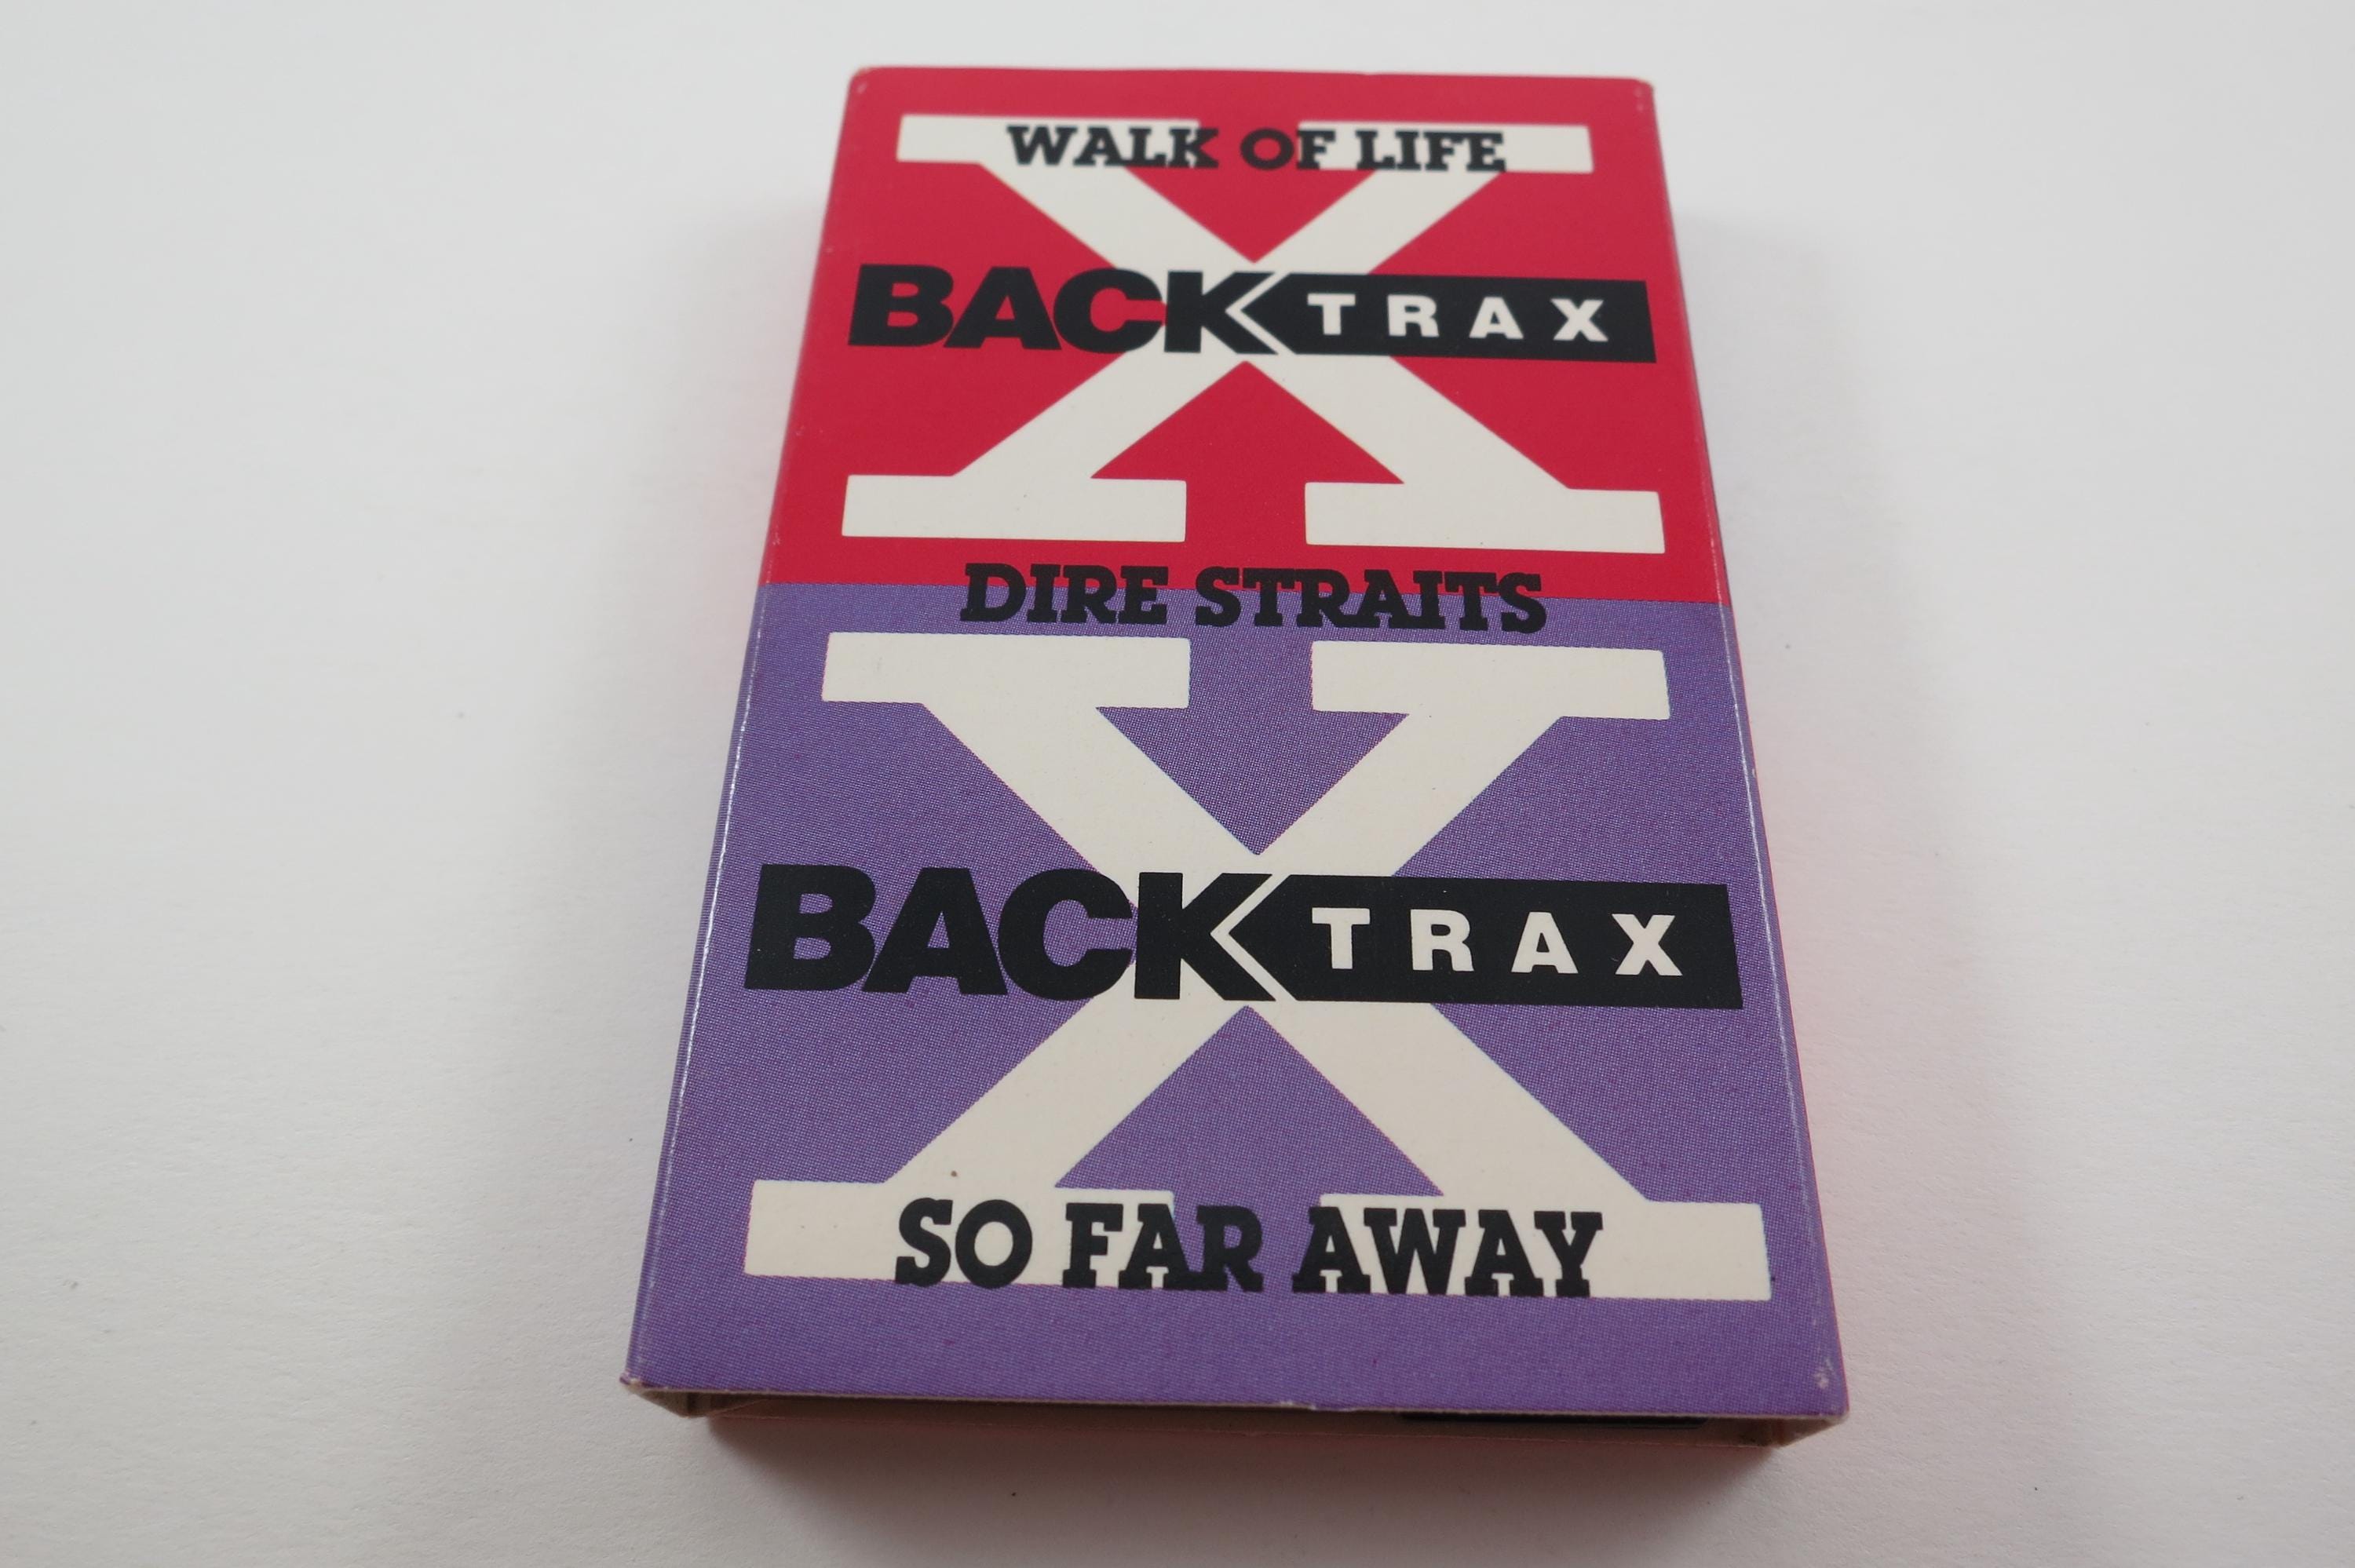 WALK OF LIFE
BACK TRAX
DIRE STRAITS
BACK TRAX
SO FAR AWAY